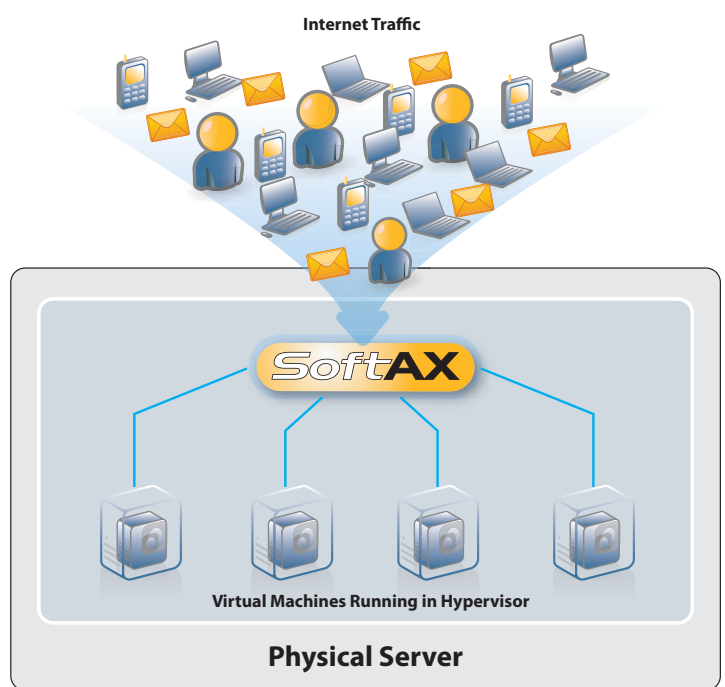 Internet Traffic
SoftAX
Virtual Machines Running in Hypervisor
Physical Server